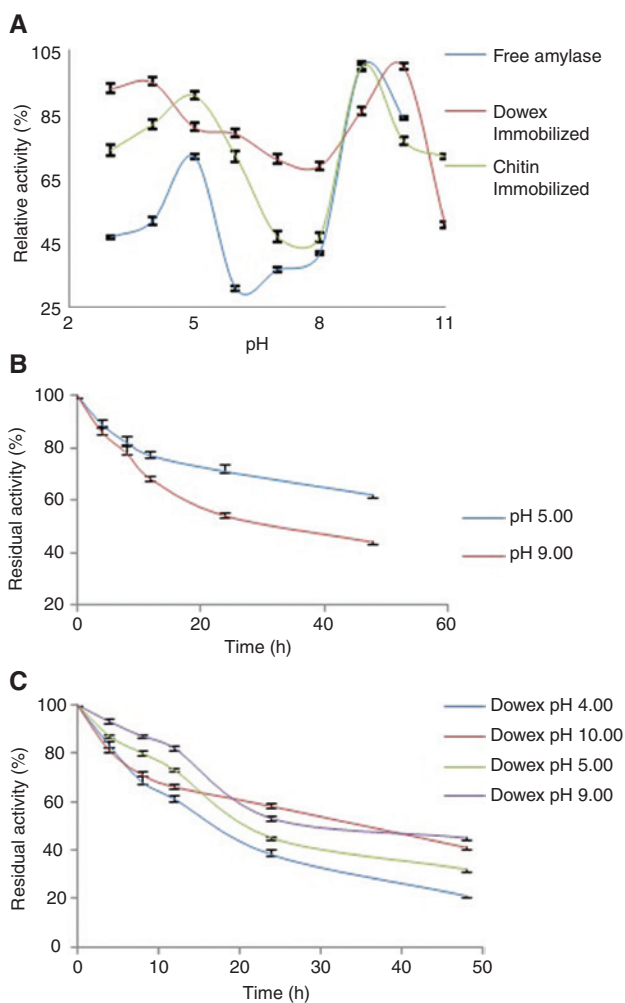 A
Relative activity (%)
105
85
65
45
25
2
5
8
11
pH
Free amylase
Dowex
Immobilized
Chitin
Immobilized
B
Residual activity (%)
100
80
60
40
20
0
20
40
60
Time (h)
pH 5.00
pH 9.00
C
Residual activity (%)
100
80
60
40
20
0
0
10
20
30
40
50
Time (h)
Dowex pH 4.00
Dowex pH 10.00
Dowex pH 5.00
Dowex pH 9.00